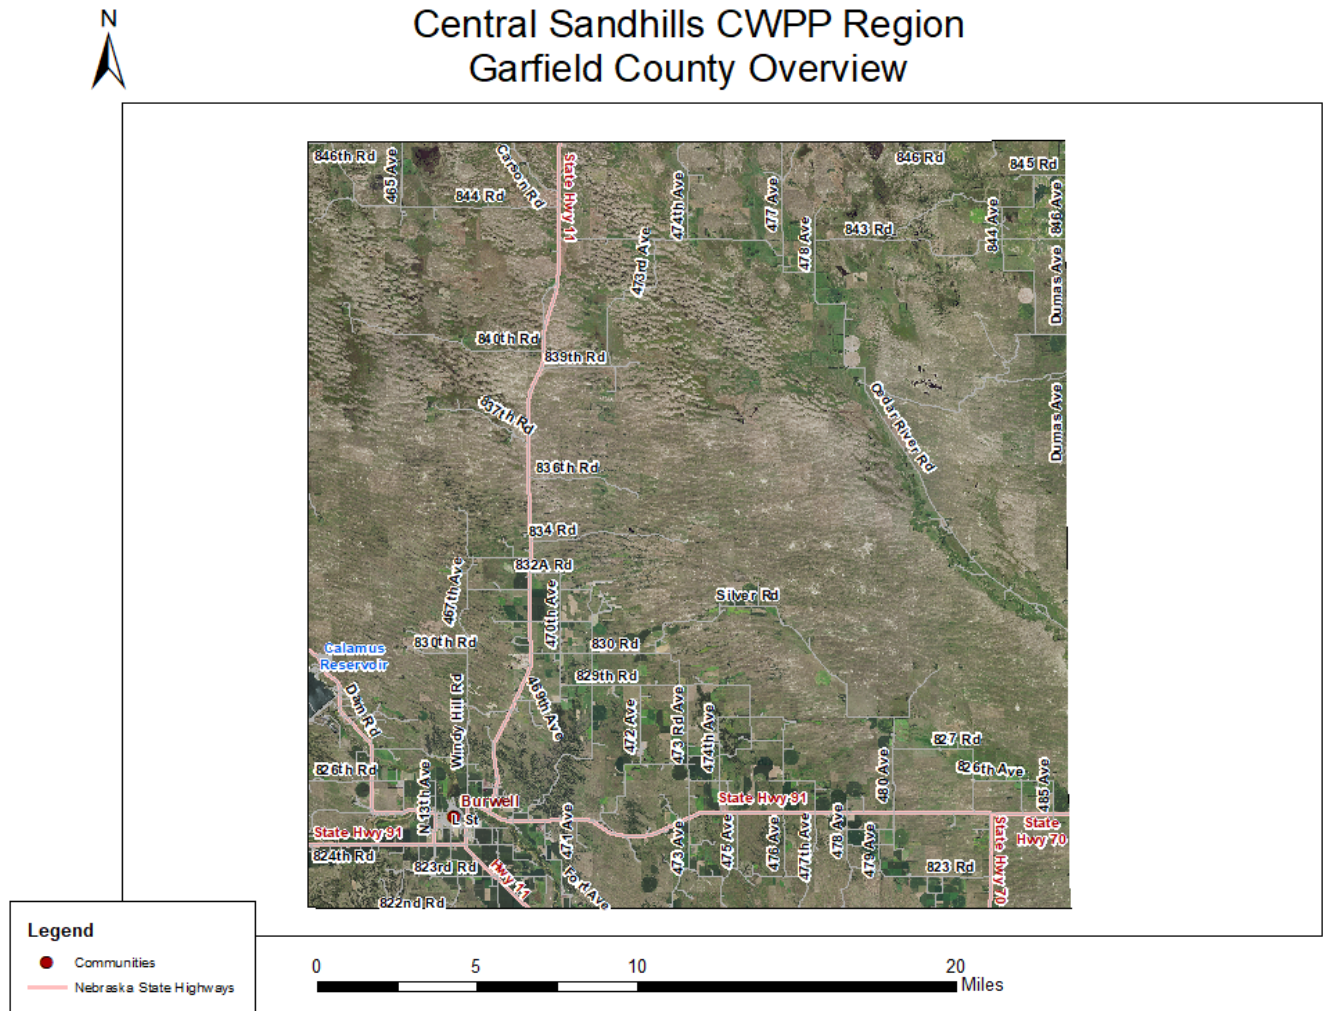 N
Central Sandhills CWPP Region
Garfield County Overview
846th Rd
465 Ave
844 Rd
Carson Rd
State Hwy 11
474th Ave
473rd Ave
477 Ave
478 Ave
846 Rd
843 Rd
845 Rd
844 Ave
846 Ave
Dumas Ave
840th Rd
839th Rd
837th Rd
Cedar River Rd
Dumas Ave
836th Rd
834 Rd
832A Rd
467th Ave
470th Ave
Silver Rd
830th Rd
830 Rd
Calamus
Reservoir
829th Rd
Dam Rd
Windy Hill Rd
469th Ave
472 Ave
473 Rd Ave
474th Ave
827 Rd
826th Ave
480 Ave
485 Ave
826th Rd
N 13th Ave
Burwell
L St
State Hwy 91
State Hwy 91
471 Ave
473 Ave
475 Ave
476 Ave
477th Ave
478 Ave
479 Ave
State Hwy 70
State
Hwy 70
824th Rd
823rd Rd
Hwy 11
Fort Ave
823 Rd
822nd Rd
Legend
Communities
Nebraska State Highways
0 5 10 20
Miles